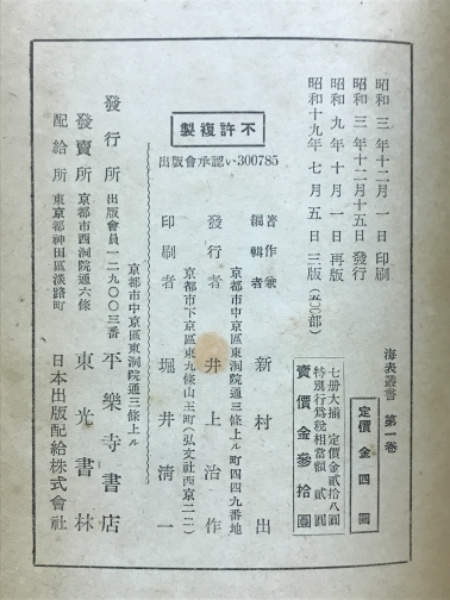 海表叢書 第一卷
定價金四圓
昭和三年十二月一日印刷
昭和三年十二月十五日發行
昭和九年十月一日再版
昭和十九年七月五日三版(五〇〇部)
七册大揃 定價金貳拾八圓
特別行爲稅相當額 貳圓
賣價金參拾圓
不許複製
出版會承認い300785
著作兼
編輯者 新村出
京都市中京區東洞院通三條上ル町四四九番地
發行者 井上治作
京都市下京區東九條山王町(弘文社西京二二)
印刷者 堀井清一
京都市中京區東洞院通三條上ル
發行所 出版會員一二九〇〇三番 平樂寺書店
發賣所 京都市西洞院通六條 東光書林
配給所 東京都神田區淡路町 日本出版配給株式會社